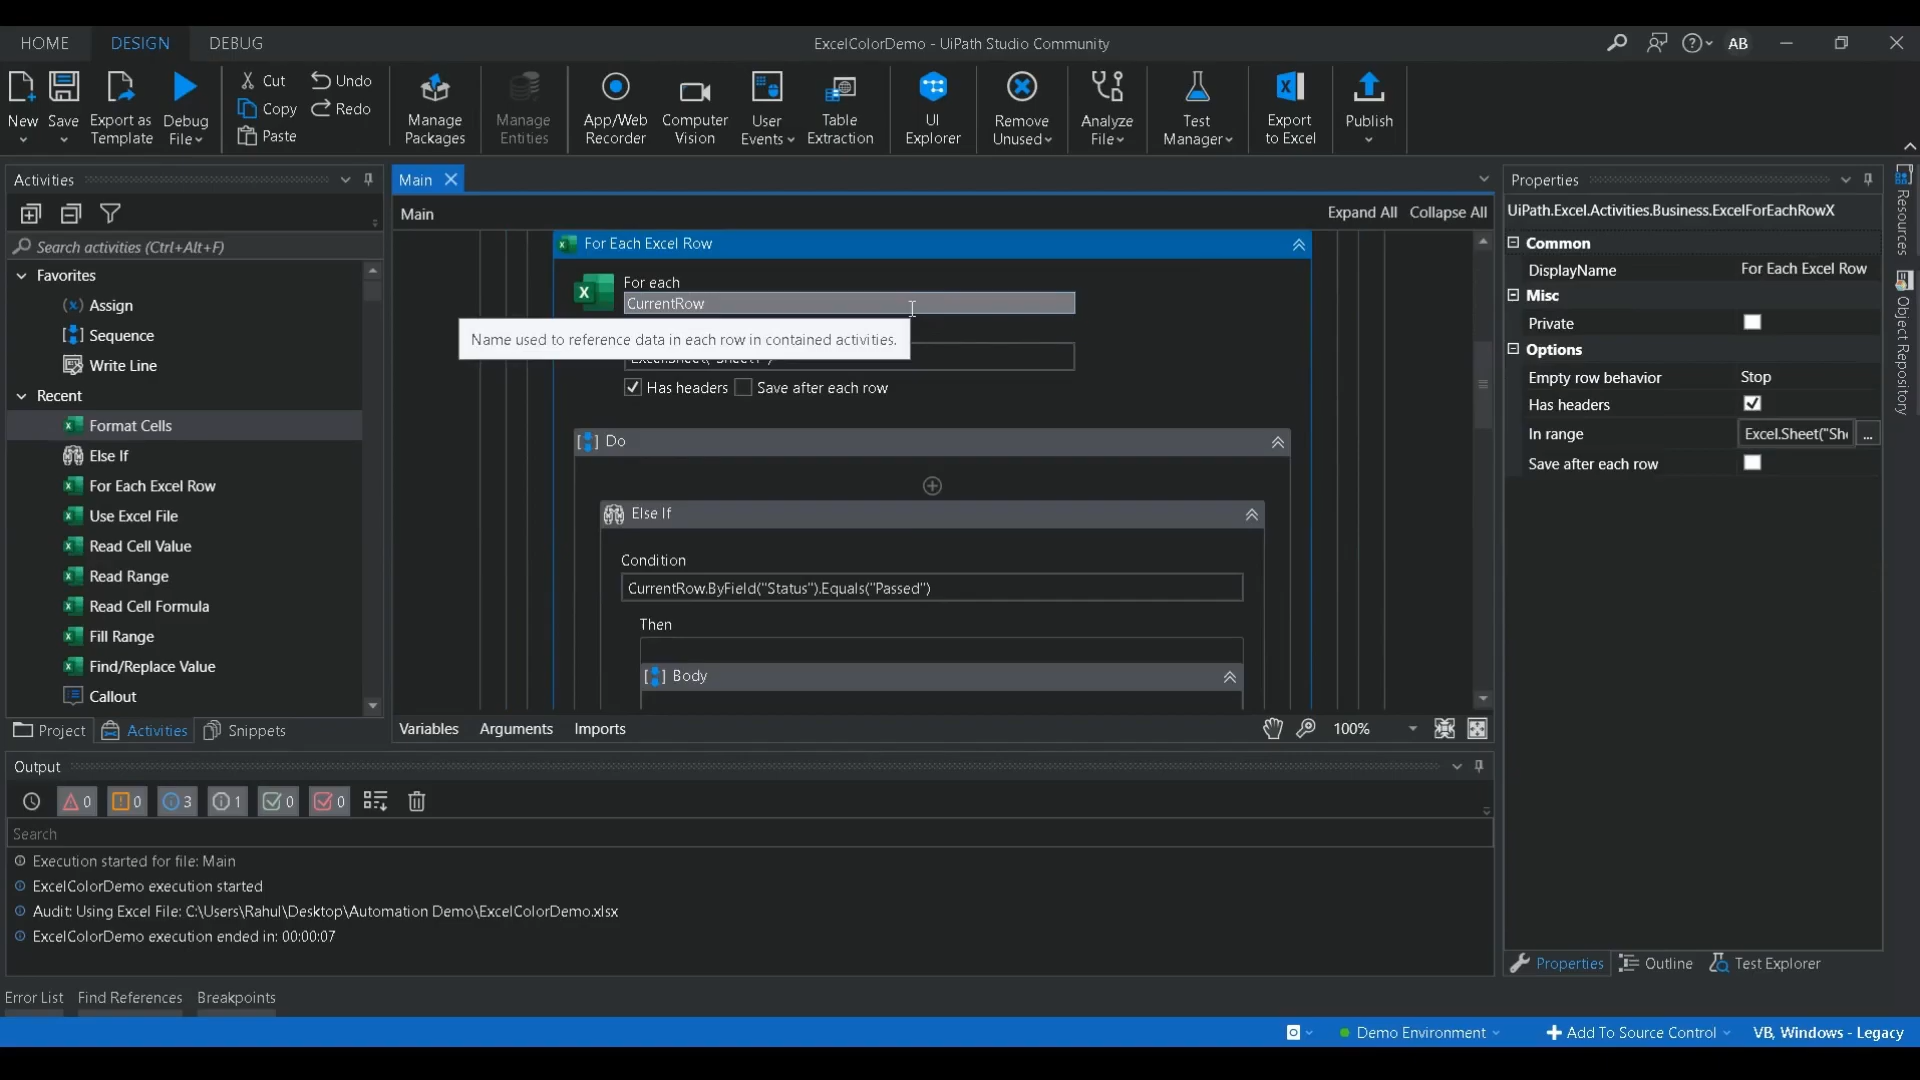 HOME DESIGN DEBUG ExcelColorDemo - UiPath Studio Community AB
New Save Export as Template Debug File Cut Copy Paste Undo Redo Manage Packages Manage Entities App/Web Recorder Computer Vision User Events Table Extraction UI Explorer Remove Unused Analyze File Test Manager Export to Excel Publish
Activities
Search activities (Ctrl+Alt+F)
Favorites
Assign
Sequence
Write Line
Recent
Format Cells
Else If
For Each Excel Row
Use Excel File
Read Cell Value
Read Range
Read Cell Formula
Fill Range
Find/Replace Value
Callout
Project Activities Snippets
Main
Main Expand All Collapse All
For Each Excel Row
For each
CurrentRow
Name used to reference data in each row in contained activities.
Has headers Save after each row
Do
Else If
Condition
CurrentRow.ByField("Status").Equals("Passed")
Then
Body
Variables Arguments Imports 100%
Properties
UiPath.Excel.Activities.Business.ExcelForEachRowX
Common
DisplayName For Each Excel Row
Misc
Private
Options
Empty row behavior Stop
Has headers
In range Excel.Sheet("She ...
Save after each row
Properties Outline Test Explorer
Resources
Object Repository
Output
0 0 3 1 0 0
Search
Execution started for file: Main
ExcelColorDemo execution started
Audit: Using Excel File: C:\Users\Rahul\Desktop\Automation Demo\ExcelColorDemo.xlsx
ExcelColorDemo execution ended in: 00:00:07
Error List Find References Breakpoints
Demo Environment Add To Source Control VB, Windows - Legacy